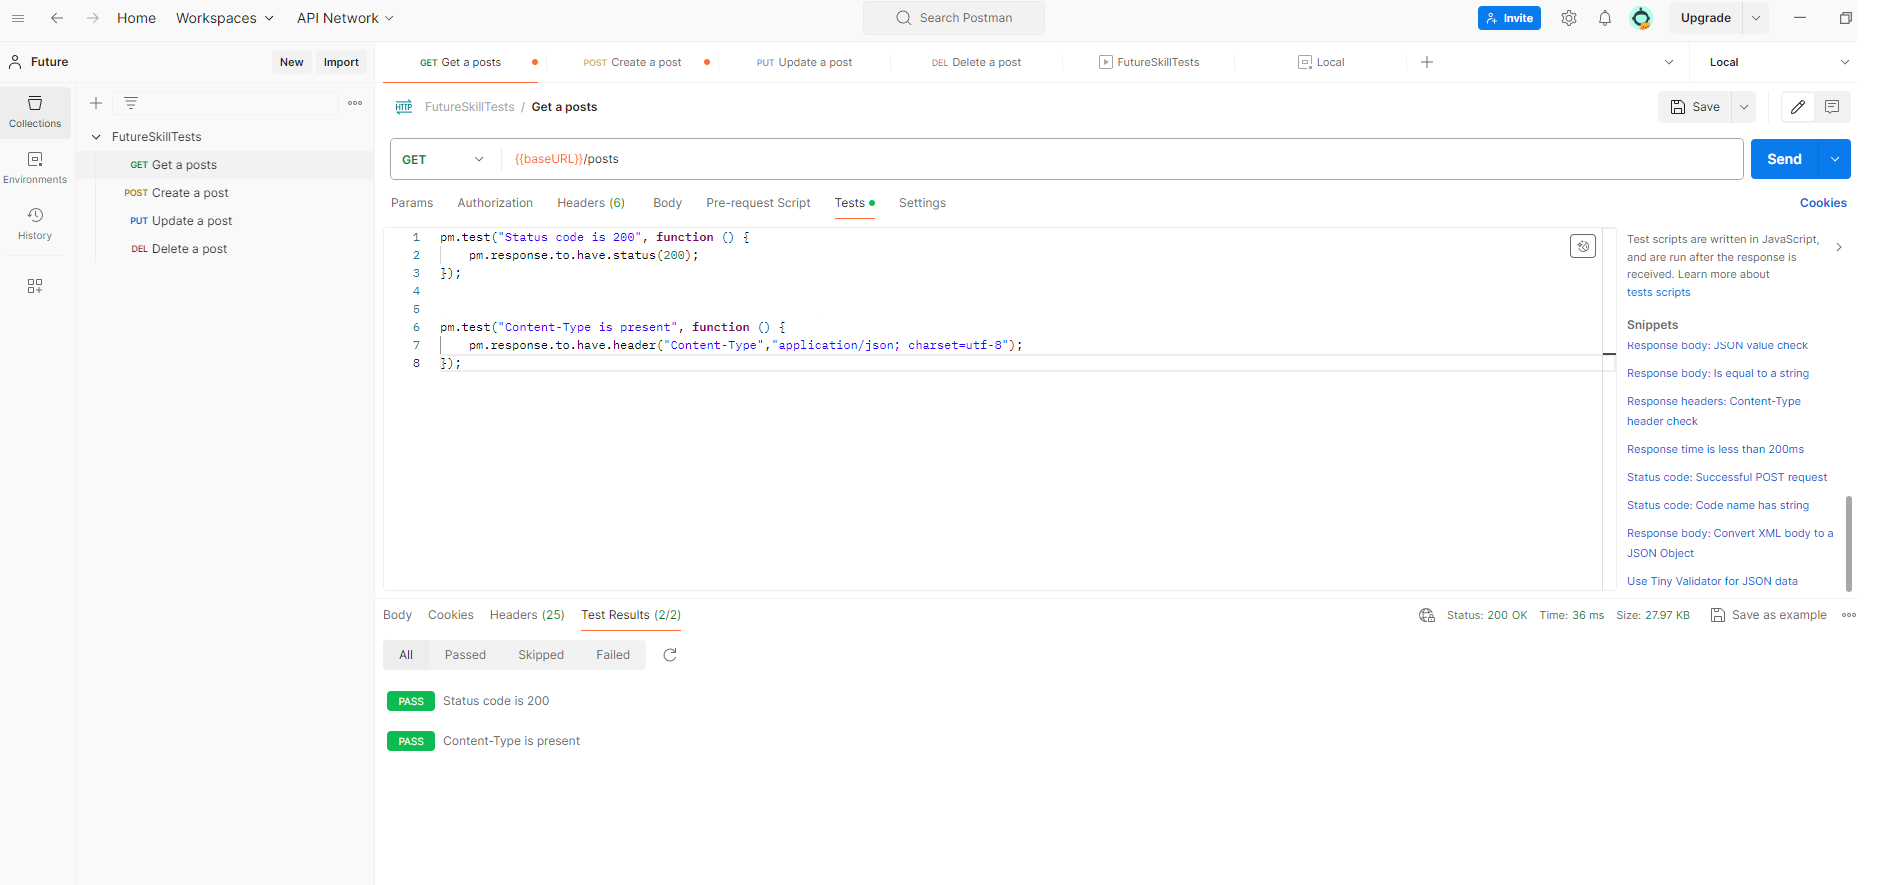 Home
Workspaces
API Network
Search Postman
Invite
Upgrade
Future
New
Import
GET Get a posts
POST Create a post
PUT Update a post
DEL Delete a post
FutureSkillTests
Local
Local
Collections
Environments
History
FutureSkillTests
GET Get a posts
POST Create a post
PUT Update a post
DEL Delete a post
HTTP FutureSkillTests / Get a posts
Save
GET
{{baseURL}}/posts
Send
Params
Authorization
Headers (6)
Body
Pre-request Script
Tests
Settings
Cookies
1 pm.test("Status code is 200", function () {
2 pm.response.to.have.status(200);
3 });
4
5
6 pm.test("Content-Type is present", function () {
7 pm.response.to.have.header("Content-Type","application/json; charset=utf-8");
8 });
Test scripts are written in JavaScript,
and are run after the response is
received. Learn more about
tests scripts
Snippets
Response body: JSON value check
Response body: Is equal to a string
Response headers: Content-Type
header check
Response time is less than 200ms
Status code: Successful POST request
Status code: Code name has string
Response body: Convert XML body to a
JSON Object
Use Tiny Validator for JSON data
Body
Cookies
Headers (25)
Test Results (2/2)
Status: 200 OK
Time: 36 ms
Size: 27.97 KB
Save as example
All
Passed
Skipped
Failed
PASS Status code is 200
PASS Content-Type is present